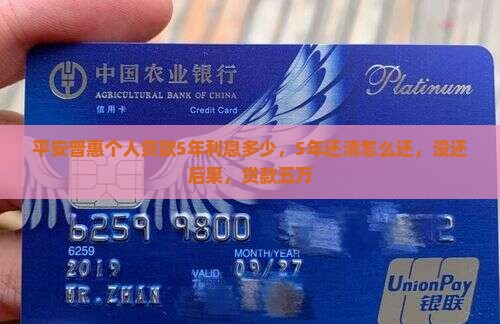 中国农业银行
AGRICULTURAL BANK OF CHINA
信用卡
Credit Card
Platinum
平安普惠个人贷款5年利息多少，5年还清怎么还，没还
后果，贷款五万
6259 9800
6259
MONTH/YEAR
2019
VALID
09/27
MR.ZHAN
UnionPay
银联